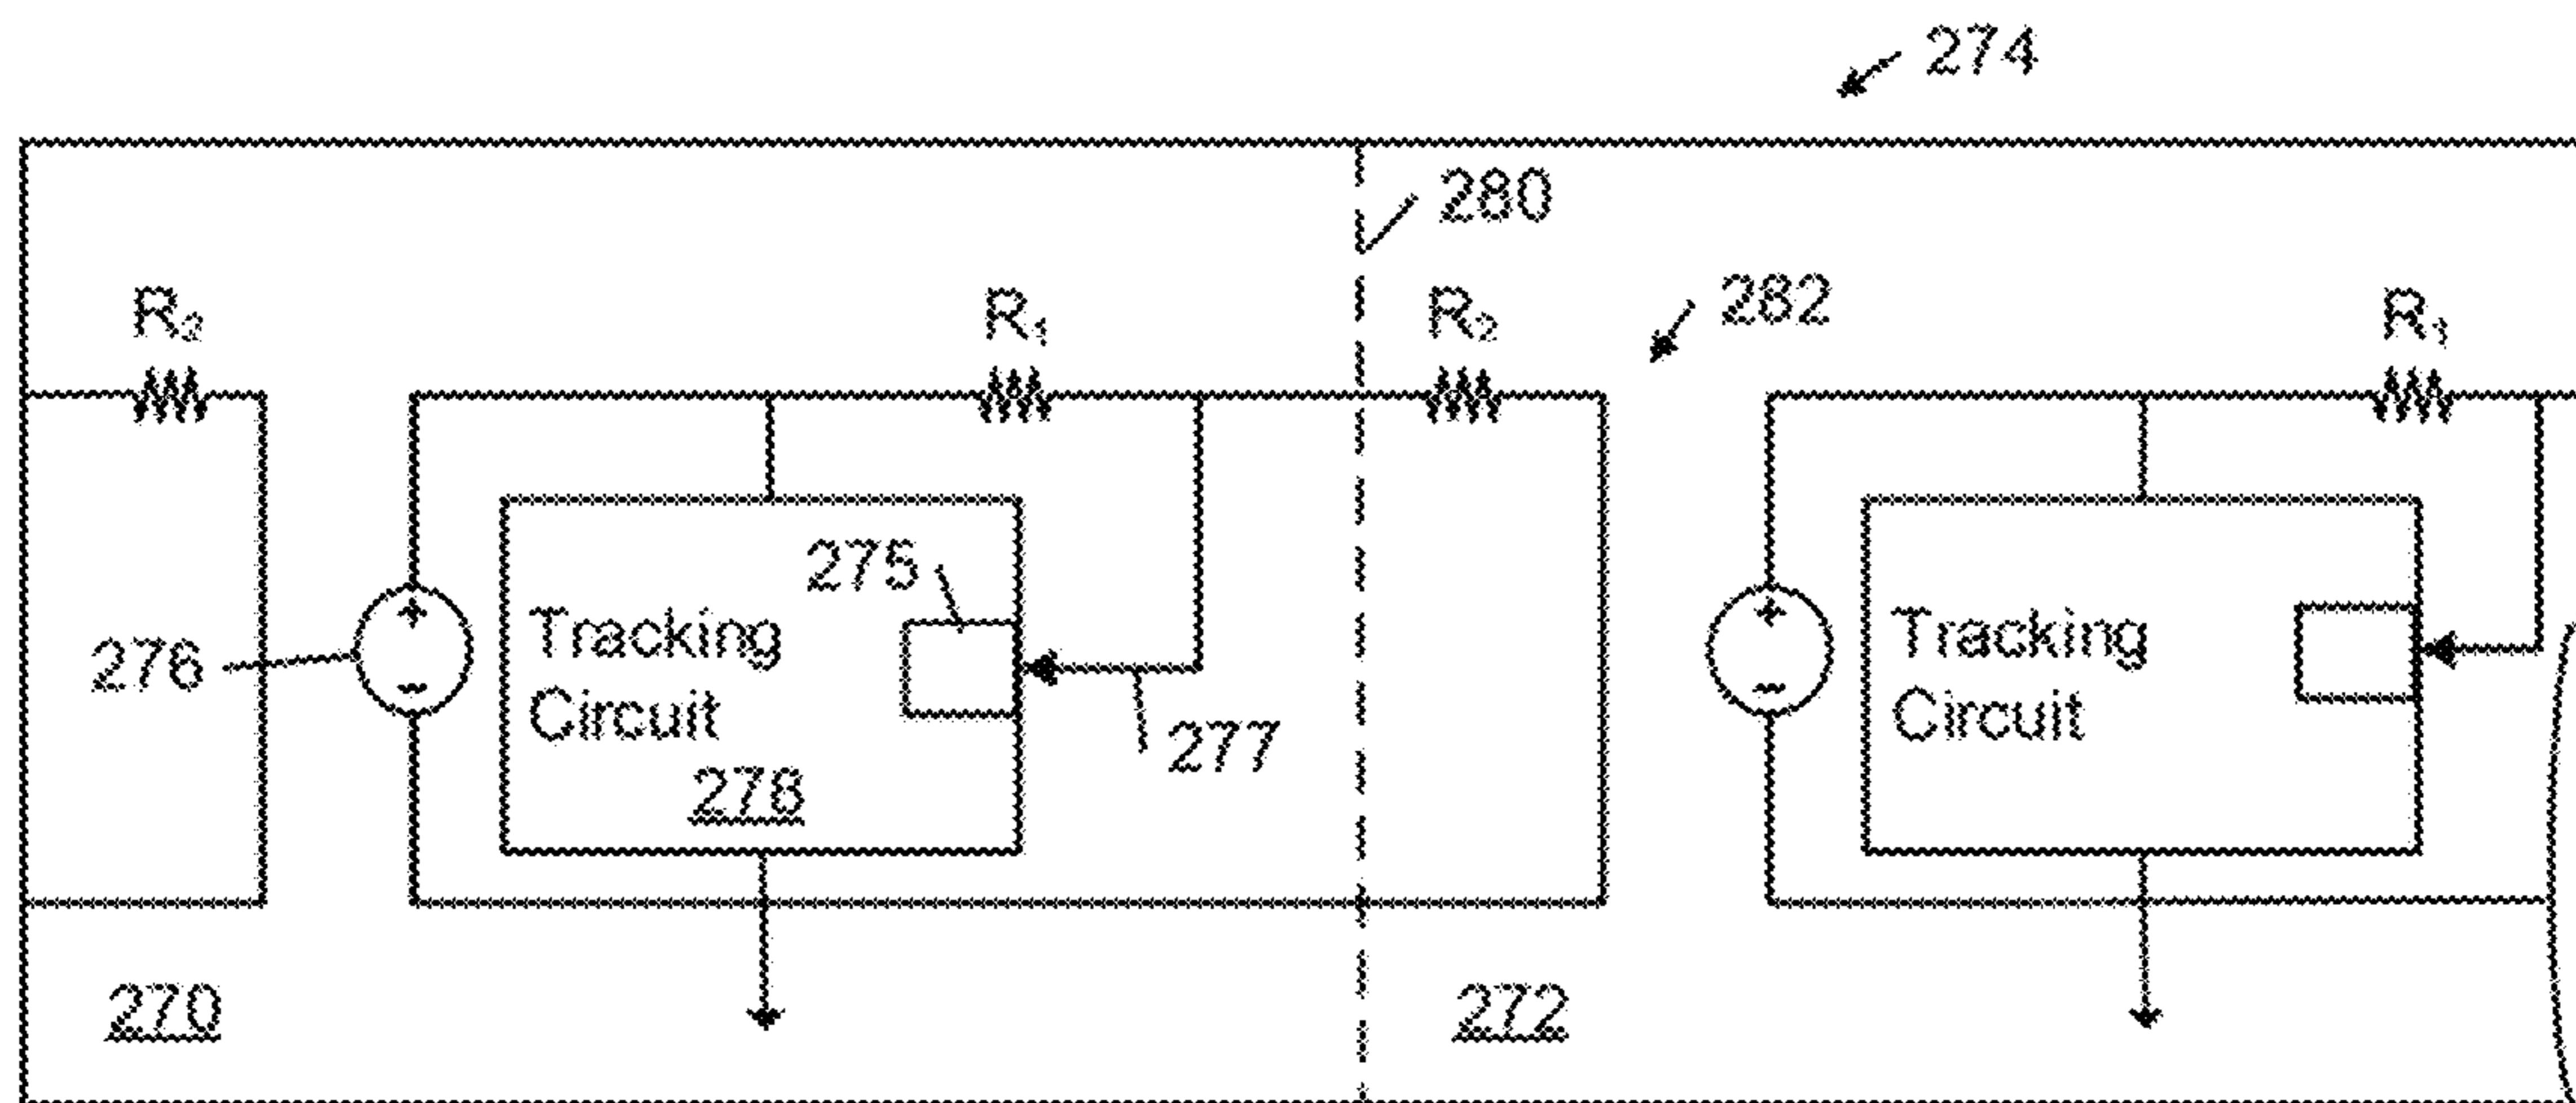 274
280
R₂
R₁
R₂
282
R₁
275
Tracking
Circuit
278
276
277
Tracking
Circuit
270
272